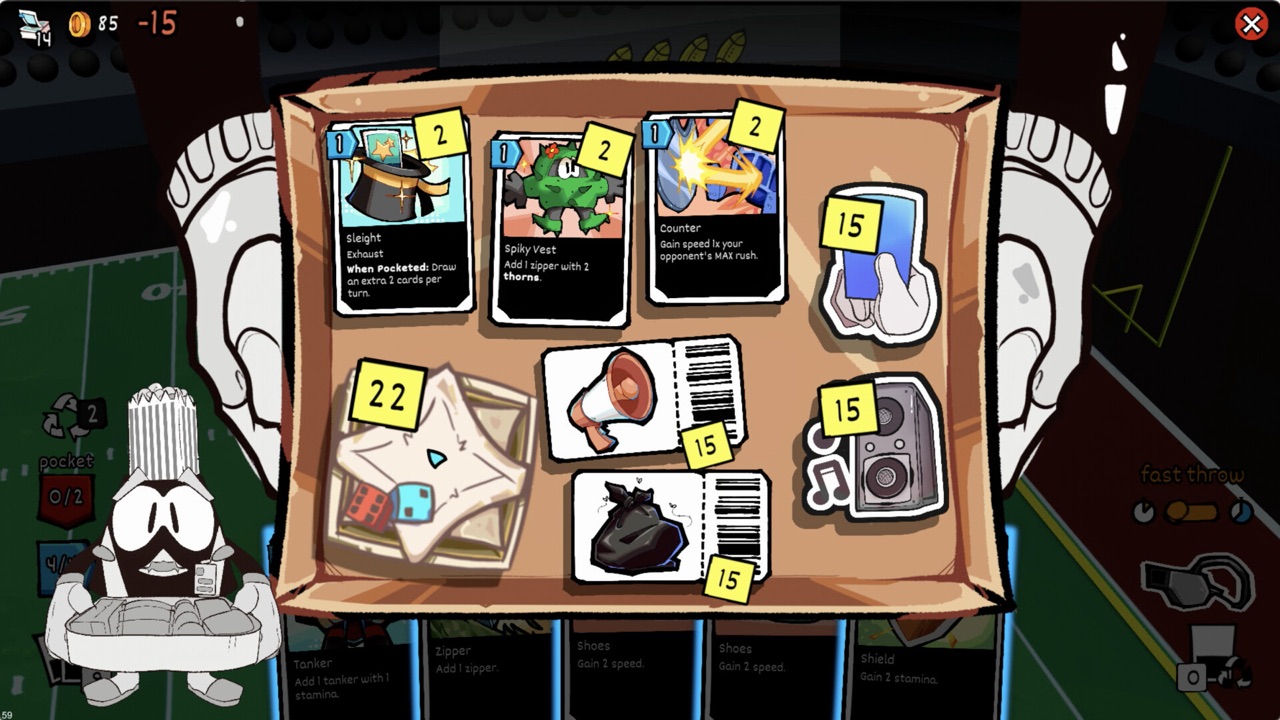 14
85
-15
1
2
Sleight
Exhaust
When Pocketed: Draw
an extra 2 cards per
turn.
1
2
Spiky Vest
Add 1 zipper with 2
thorns.
1
2
Counter
Gain speed 1x your
opponent's MAX rush.
15
22
15
15
15
2
pocket
0/2
4/
fast throw
0
Tanker
Add 1 tanker with 1
stamina.
Zipper
Add 1 zipper.
Shoes
Gain 2 speed.
Shoes
Gain 2 speed.
Shield
Gain 2 stamina.
59